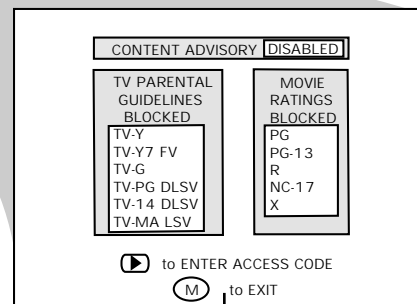 CONTENT ADVISORY DISABLED
TV PARENTAL
GUIDELINES
BLOCKED
TV-Y
TV-Y7 FV
TV-G
TV-PG DLSV
TV-14 DLSV
TV-MA LSV
MOVIE
RATINGS
BLOCKED
PG
PG-13
R
NC-17
X
to ENTER ACCESS CODE
M to EXIT